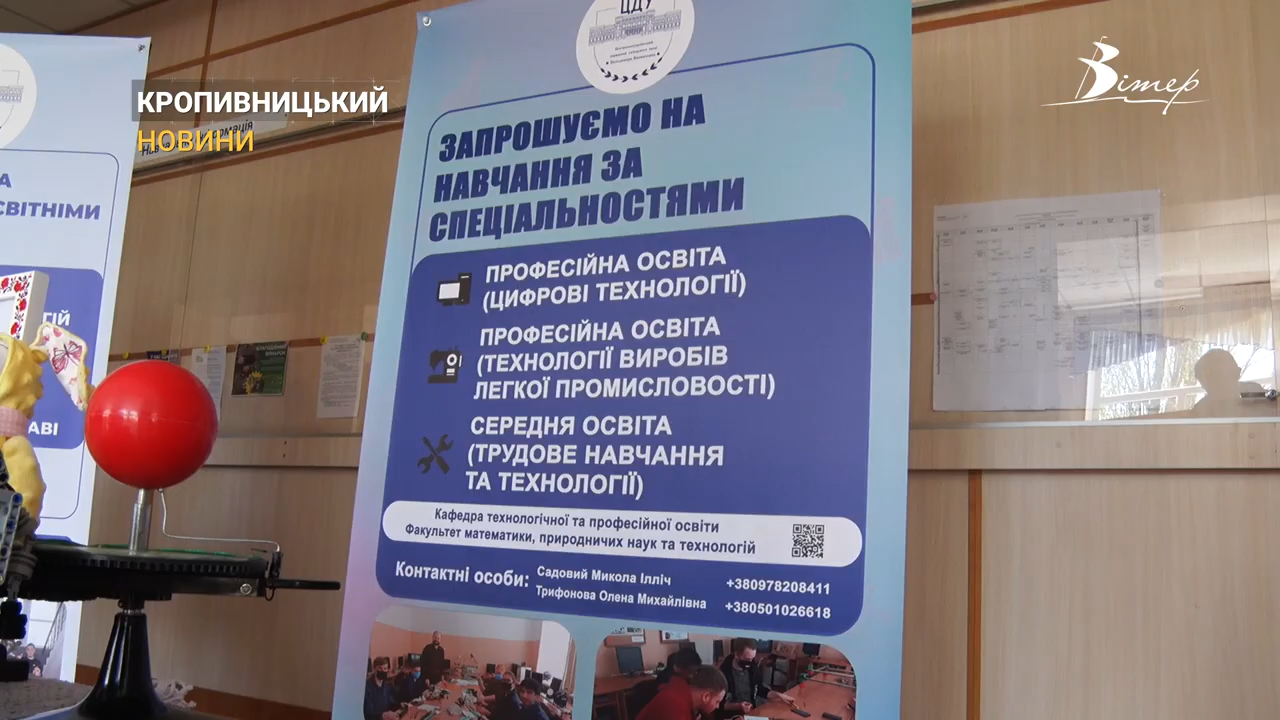 КРОПИВНИЦЬКИЙ
НОВИНИ
Вітер
ЦДУ
ЗАПРОШУЄМО НА
НАВЧАННЯ ЗА
СПЕЦІАЛЬНОСТЯМИ
ПРОФЕСІЙНА ОСВІТА
(ЦИФРОВІ ТЕХНОЛОГІЇ)
ПРОФЕСІЙНА ОСВІТА
(ТЕХНОЛОГІЇ ВИРОБІВ
ЛЕГКОЇ ПРОМИСЛОВОСТІ)
СЕРЕДНЯ ОСВІТА
(ТРУДОВЕ НАВЧАННЯ
ТА ТЕХНОЛОГІЇ)
Кафедра технологічної та професійної освіти
Факультет математики, природничих наук та технологій
Контактні особи:
Садовий Микола Ілліч +380978208411
Трифонова Олена Михайлівна +380501026618